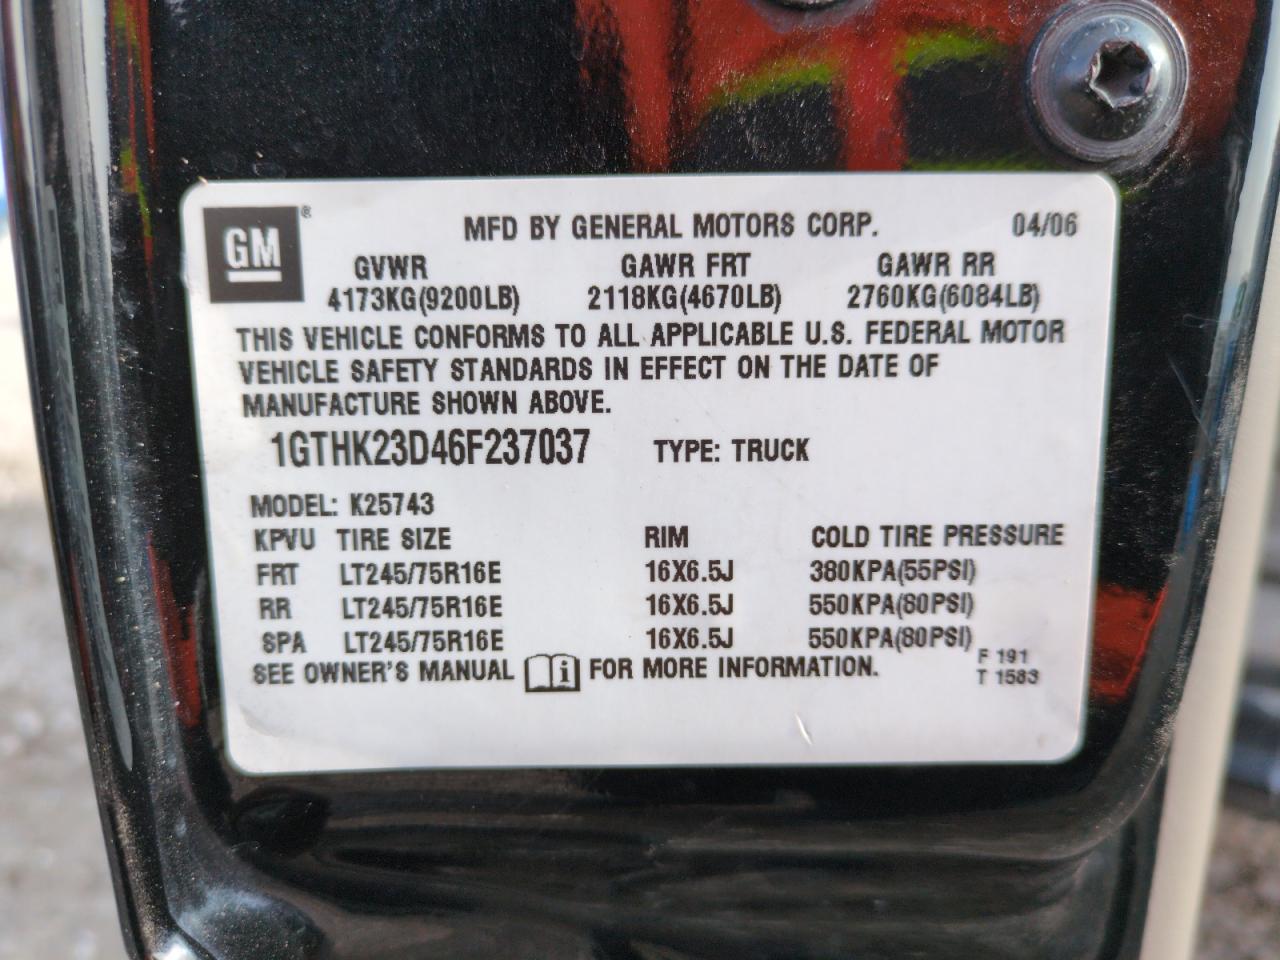 GM®
MFD BY GENERAL MOTORS CORP. 04/06
GVWR GAWR FRT GAWR RR
4173KG(9200LB) 2118KG(4670LB) 2760KG(6084LB)
THIS VEHICLE CONFORMS TO ALL APPLICABLE U.S. FEDERAL MOTOR
VEHICLE SAFETY STANDARDS IN EFFECT ON THE DATE OF
MANUFACTURE SHOWN ABOVE.
1GTHK23D46F237037 TYPE: TRUCK
MODEL: K25743
KPVU TIRE SIZE RIM COLD TIRE PRESSURE
FRT LT245/75R16E 16X6.5J 380KPA(55PSI)
RR LT245/75R16E 16X6.5J 550KPA(80PSI)
SPA LT245/75R16E 16X6.5J 550KPA(80PSI)
SEE OWNER'S MANUAL i FOR MORE INFORMATION.
F 191
T 1583